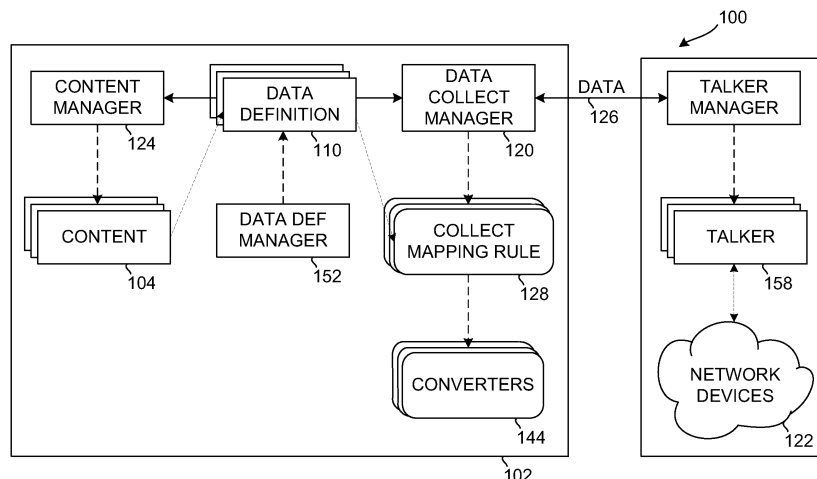 100
CONTENT
MANAGER
124
DATA
DEFINITION
110
DATA
COLLECT
MANAGER
120
DATA
126
TALKER
MANAGER
CONTENT
104
DATA DEF
MANAGER
152
COLLECT
MAPPING RULE
128
TALKER
158
CONVERTERS
144
NETWORK
DEVICES
122
102